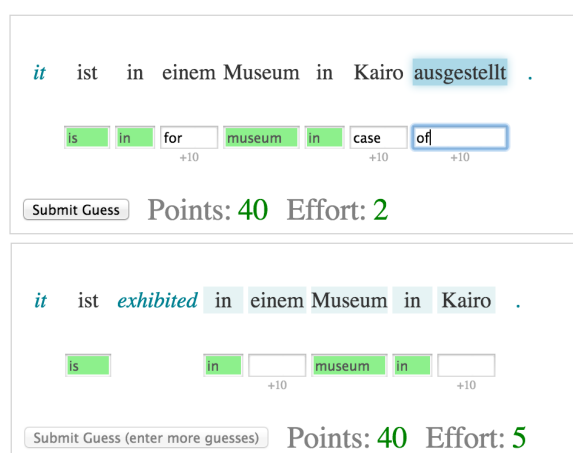 it ist in einem Museum in Kairo ausgestellt .
is in for museum in case of
+10 +10 +10
Submit Guess Points: 40 Effort: 2
it ist exhibited in einem Museum in Kairo .
is in museum in
+10 +10
Submit Guess (enter more guesses) Points: 40 Effort: 5